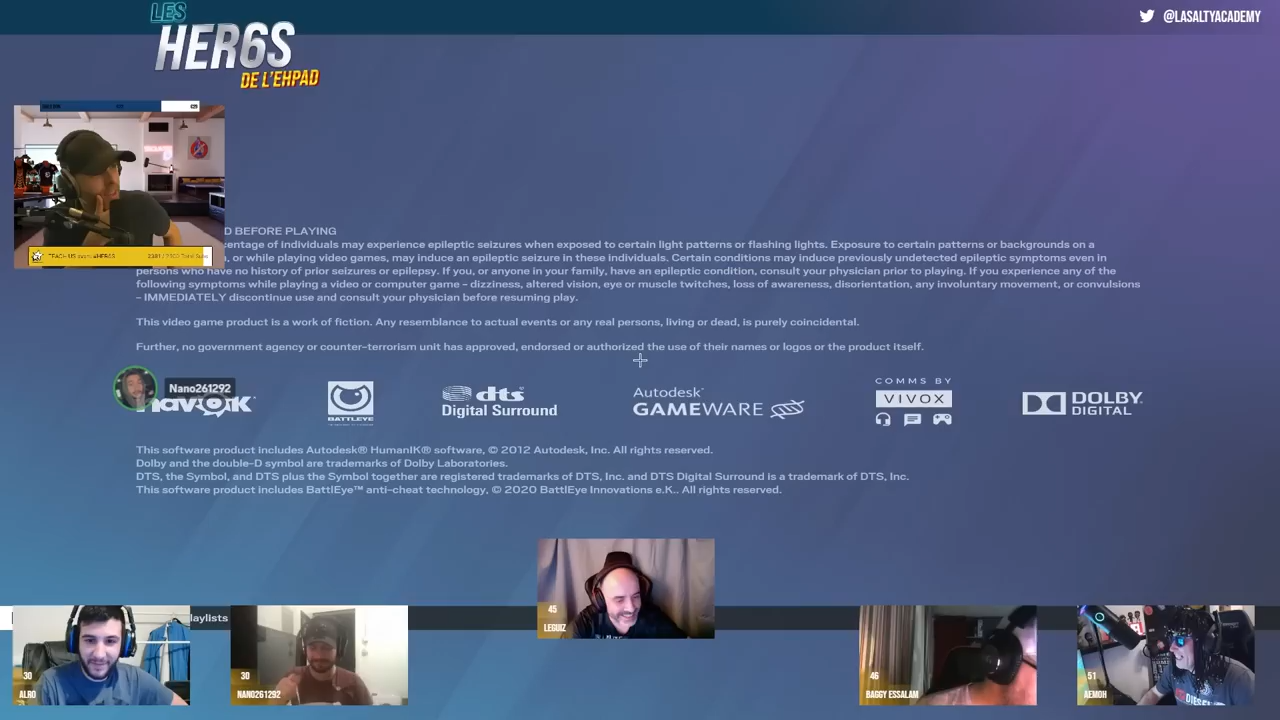 LES
HER6S
DE L'EHPAD
@LASALTYACADEMY
D BEFORE PLAYING
centage of individuals may experience epileptic seizures when exposed to certain light patterns or flashing lights. Exposure to certain patterns or backgrounds on a
, or while playing video games, may induce an epileptic seizure in these individuals. Certain conditions may induce previously undetected epileptic symptoms even in
persons who have no history of prior seizures or epilepsy. If you, or anyone in your family, have an epileptic condition, consult your physician prior to playing. If you experience any of the
following symptoms while playing a video or computer game - dizziness, altered vision, eye or muscle twitches, loss of awareness, disorientation, any involuntary movement, or convulsions
- IMMEDIATELY discontinue use and consult your physician before resuming play.
This video game product is a work of fiction. Any resemblance to actual events or any real persons, living or dead, is purely coincidental.
Further, no government agency or counter-terrorism unit has approved, endorsed or authorized the use of their names or logos or the product itself.
Nano261292
havok
BATTLEYE
dts
Digital Surround
Autodesk
GAMEWARE
COMMS BY
VIVOX
DOLBY
DIGITAL
This software product includes Autodesk® HumanIK® software, © 2012 Autodesk, Inc. All rights reserved.
Dolby and the double-D symbol are trademarks of Dolby Laboratories.
DTS, the Symbol, and DTS plus the Symbol together are registered trademarks of DTS, Inc. and DTS Digital Surround is a trademark of DTS, Inc.
This software product includes BattlEye™ anti-cheat technology, © 2020 BattlEye Innovations e.K.. All rights reserved.
45
LEGUIZ
laylists
30
ALRO
30
NANO261292
46
BAGGY ESSALAM
51
AEMOH
DIESEL